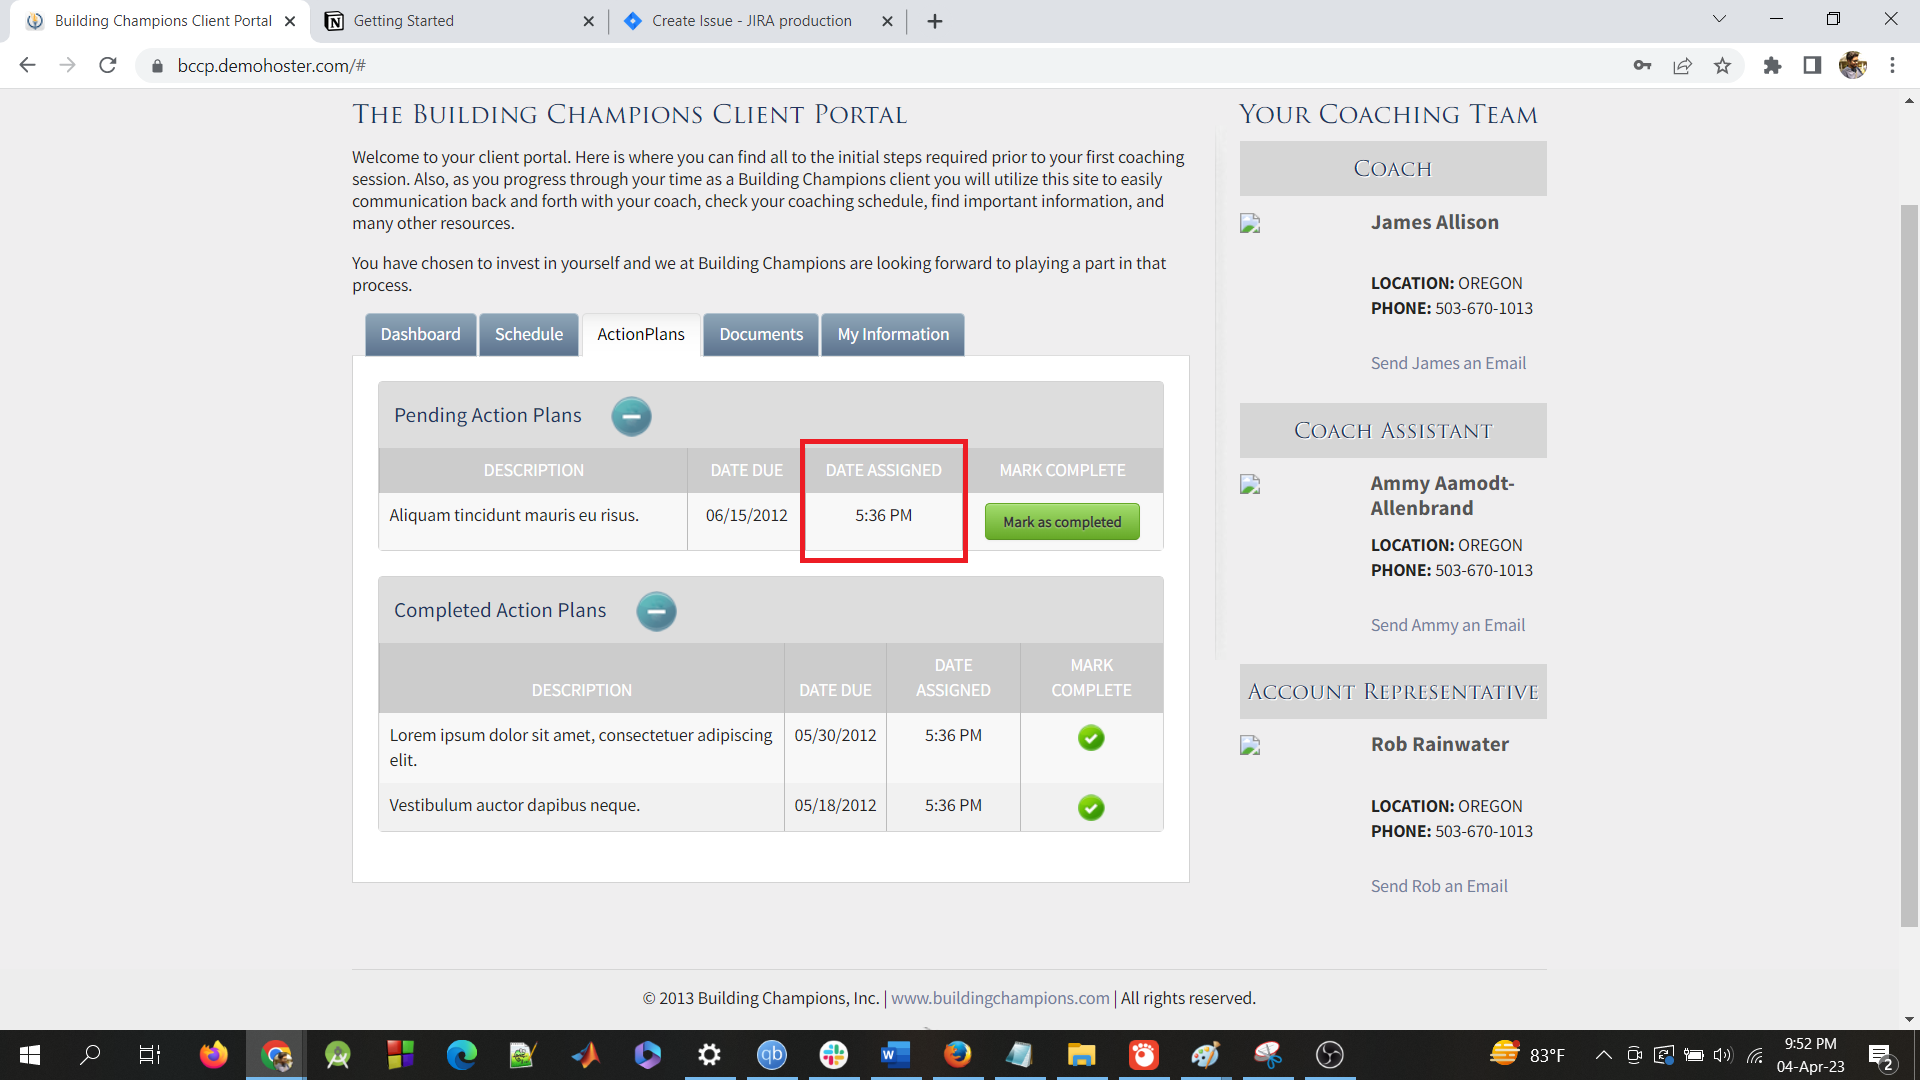 Building Champions Client Portal
Getting Started
Create Issue - JIRA production
bccp.demohoster.com/#
The Building Champions Client Portal
Welcome to your client portal. Here is where you can find all to the initial steps required prior to your first coaching
session. Also, as you progress through your time as a Building Champions client you will utilize this site to easily
communication back and forth with your coach, check your coaching schedule, find important information, and
many other resources.
You have chosen to invest in yourself and we at Building Champions are looking forward to playing a part in that
process.
Dashboard
Schedule
ActionPlans
Documents
My Information
Pending Action Plans
DESCRIPTION DATE DUE DATE ASSIGNED MARK COMPLETE
Aliquam tincidunt mauris eu risus. 06/15/2012 5:36 PM Mark as completed
Completed Action Plans
DATE MARK
DESCRIPTION DATE DUE ASSIGNED COMPLETE
Lorem ipsum dolor sit amet, consectetuer adipiscing 05/30/2012 5:36 PM
elit.
Vestibulum auctor dapibus neque. 05/18/2012 5:36 PM
Your Coaching Team
Coach
James Allison
LOCATION: OREGON
PHONE: 503-670-1013
Send James an Email
Coach Assistant
Ammy Aamodt-
Allenbrand
LOCATION: OREGON
PHONE: 503-670-1013
Send Ammy an Email
Account Representative
Rob Rainwater
LOCATION: OREGON
PHONE: 503-670-1013
Send Rob an Email
© 2013 Building Champions, Inc. | www.buildingchampions.com | All rights reserved.
qb
W
83°F
9:52 PM
04-Apr-23
2